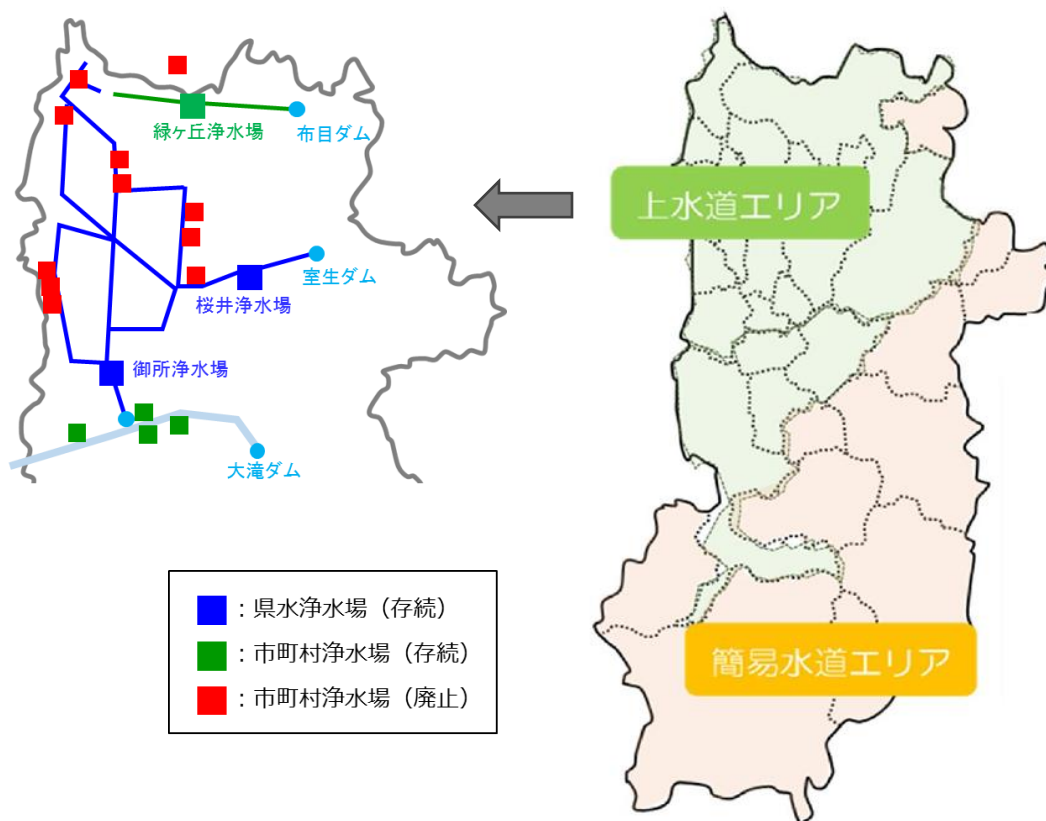 緑ヶ丘浄水場
布目ダム
室生ダム
桜井浄水場
御所浄水場
大滝ダム
上水道エリア
簡易水道エリア
：県水浄水場（存続）
：市町村浄水場（存続）
：市町村浄水場（廃止）